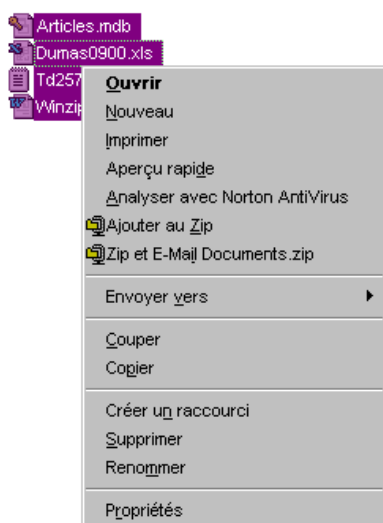 Articles.mdb
Dumas0900.xls
Td257
Winzip
Ouvrir
Nouveau
Imprimer
Aperçu rapide
Analyser avec Norton AntiVirus
Ajouter au Zip
Zip et E-Mail Documents.zip
Envoyer vers
Couper
Copier
Créer un raccourci
Supprimer
Renommer
Propriétés